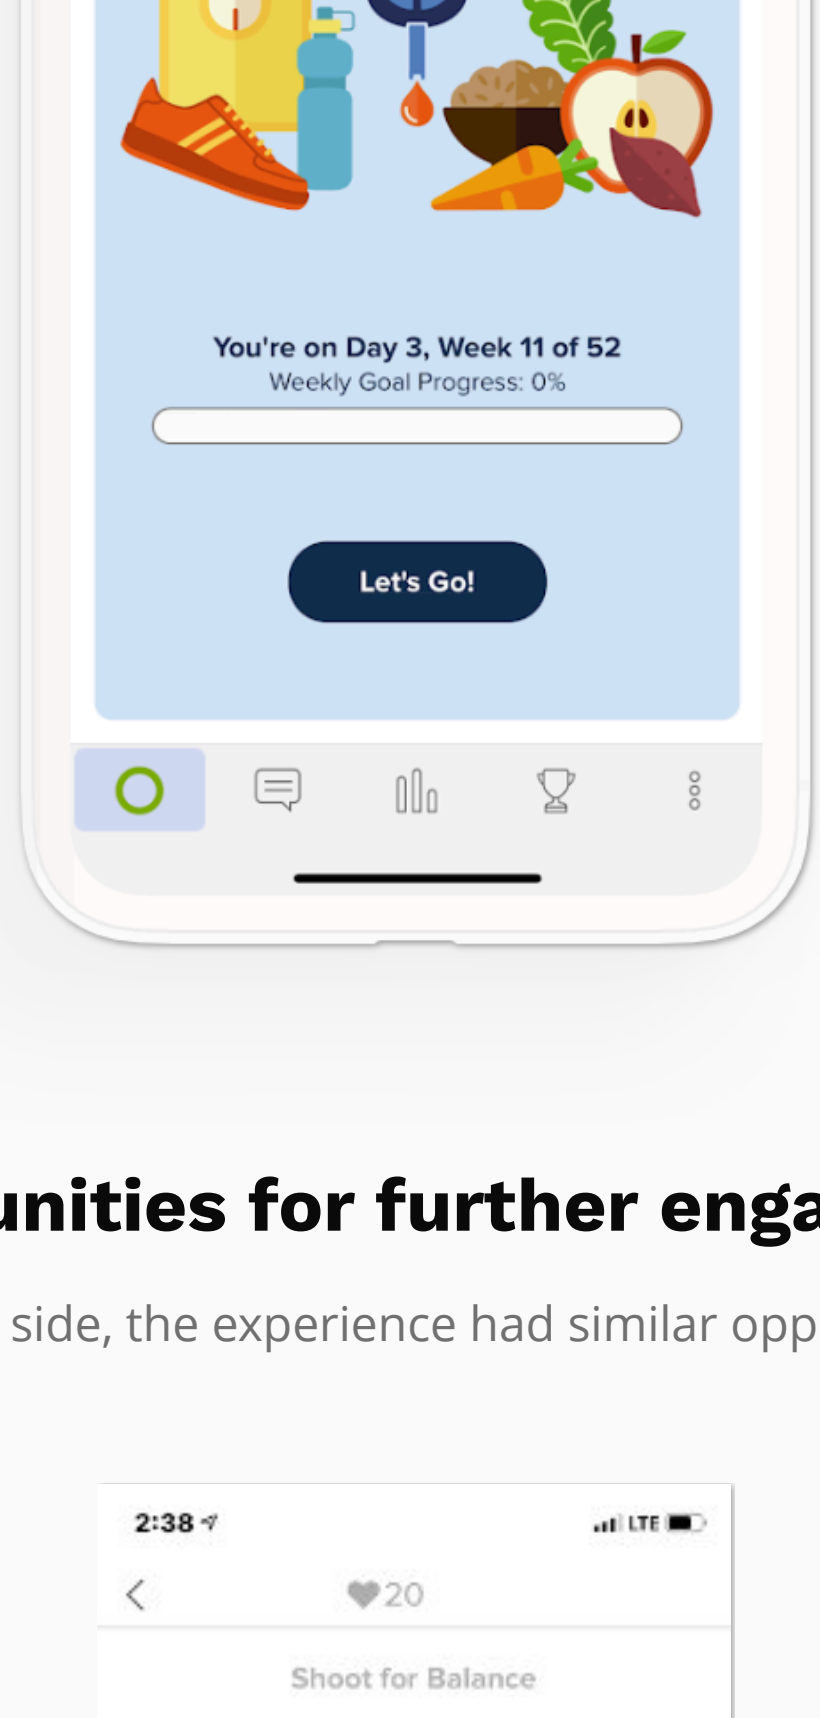 You're on Day 3, Week 11 of 52
Weekly Goal Progress: 0%
Let's Go!
unities for further enga
side, the experience had similar opp
2:38 LTE
20
Shoot for Balance